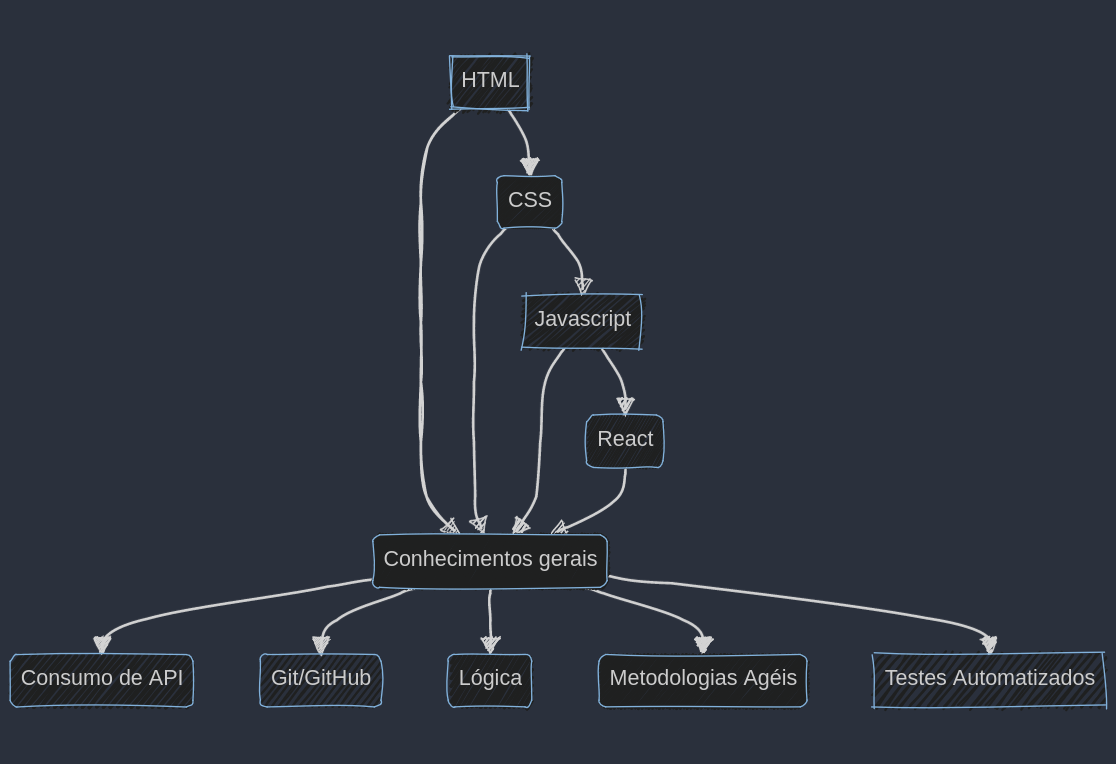 HTML
CSS
Javascript
React
Conhecimentos gerais
Consumo de API
Git/GitHub
Lógica
Metodologias Agéis
Testes Automatizados